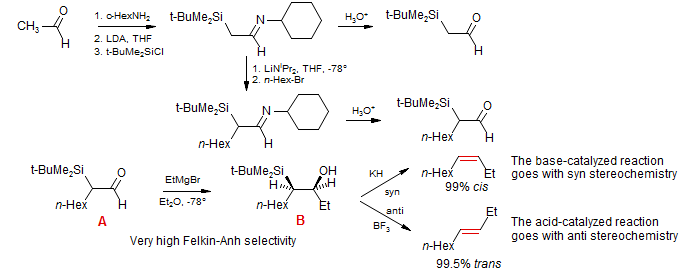 CH₃
O
H
1. c-HexNH₂
2. LDA, THF
3. t-BuMe₂SiCl
t-BuMe₂Si
N
H
H₃O⁺
t-BuMe₂Si
O
H
1. LiNⁱPr₂, THF, -78°
2. n-Hex-Br
t-BuMe₂Si
N
n-Hex
H
H₃O⁺
t-BuMe₂Si
O
n-Hex
H
t-BuMe₂Si
O
n-Hex
H
A
EtMgBr
Et₂O, -78°
t-BuMe₂Si
OH
H
H
n-Hex
Et
B
Very high Felkin-Anh selectivity
KH
syn
anti
BF₃
n-Hex
Et
99% cis
The base-catalyzed reaction
goes with syn stereochemistry
Et
n-Hex
99.5% trans
The acid-catalyzed reaction
goes with anti stereochemistry